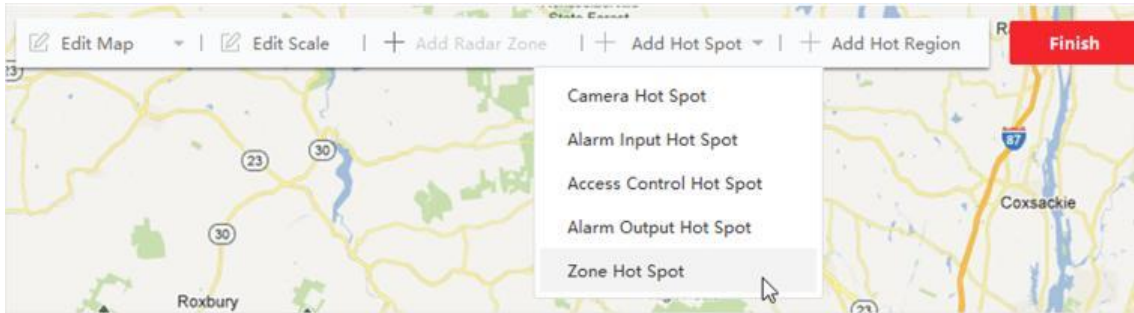 State Forest
Edit Map
Edit Scale
Add Radar Zone
Add Hot Spot
Add Hot Region
R
Finish
23
Camera Hot Spot
Alarm Input Hot Spot
Access Control Hot Spot
Alarm Output Hot Spot
Zone Hot Spot
30
23
87
Coxsackie
30
Roxbury
23